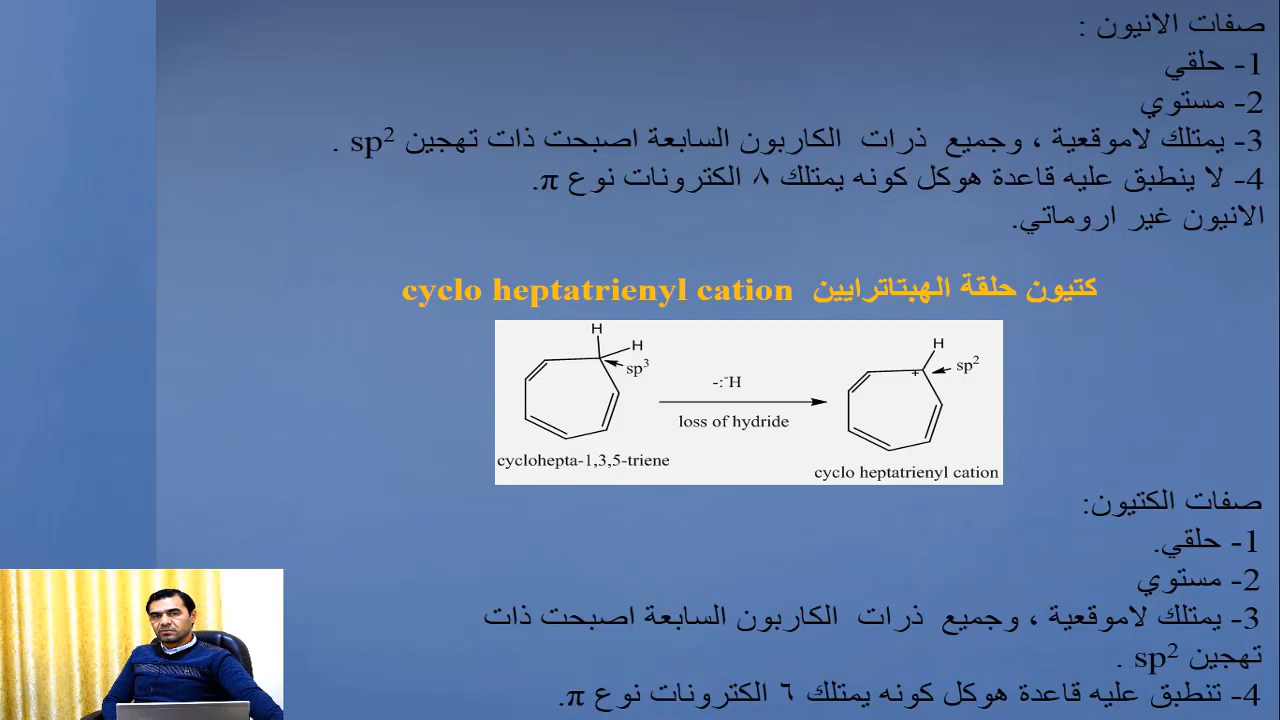 صفات الانيون :
1- حلقي
2- مستوي
3- يمتلك لاموقعية ، وجميع ذرات الكاربون السابعة اصبحت ذات تهجين sp² .
4- لا ينطبق عليه قاعدة هوكل كونه يمتلك ٨ الكترونات نوع π.
الانيون غير اروماتي.
كتيون حلقة الهبتاترايين cyclo heptatrienyl cation
H
H
sp³
-:⁻H
loss of hydride
cyclohepta-1,3,5-triene
H
+
sp²
cyclo heptatrienyl cation
صفات الكتيون:
1- حلقي.
2- مستوي
3- يمتلك لاموقعية ، وجميع ذرات الكاربون السابعة اصبحت ذات
تهجين sp² .
4- تنطبق عليه قاعدة هوكل كونه يمتلك ٦ الكترونات نوع π.